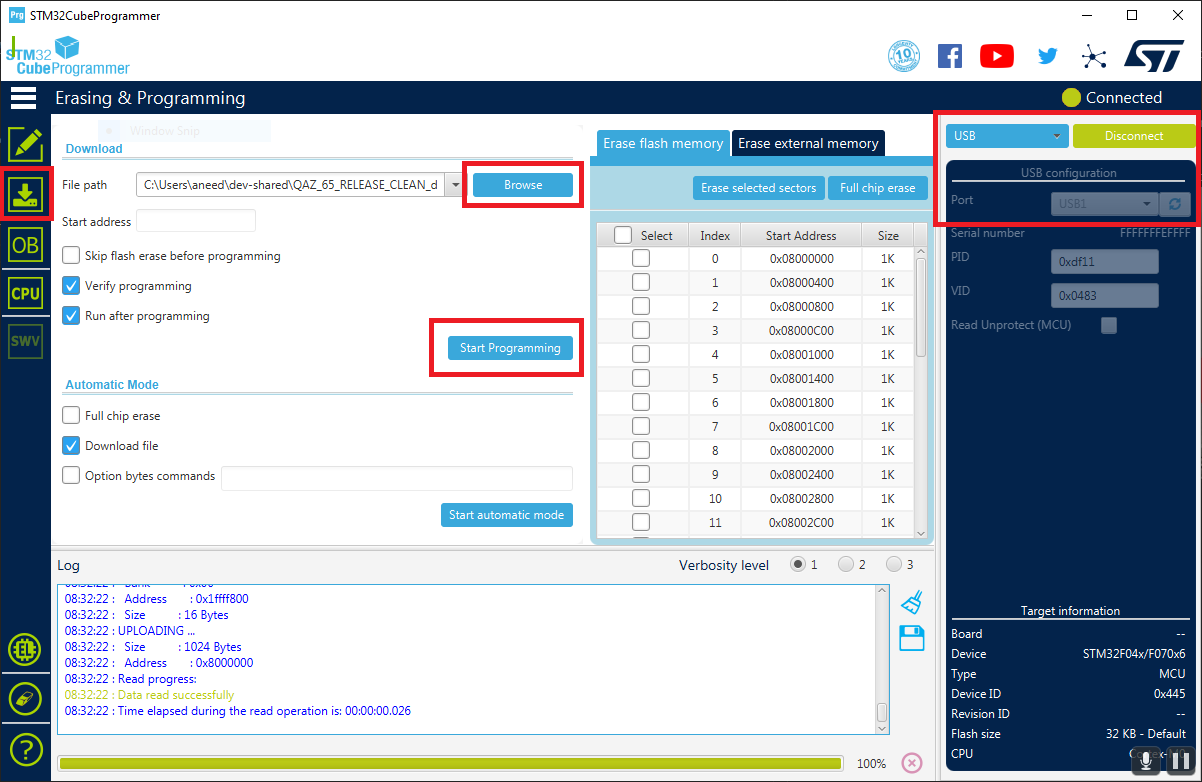 Prg STM32CubeProgrammer
STM32
CubeProgrammer
10 YEARS
Erasing & Programming
Connected
Window Snip
Download
File path C:\Users\aneed\dev-shared\QAZ_65_RELEASE_CLEAN_d Browse
Start address
Skip flash erase before programming
Verify programming
Run after programming
Start Programming
Automatic Mode
Full chip erase
Download file
Option bytes commands
Start automatic mode
OB
CPU
SWV
Erase flash memory Erase external memory
Erase selected sectors Full chip erase
Select Index Start Address Size
0 0x08000000 1K
1 0x08000400 1K
2 0x08000800 1K
3 0x08000C00 1K
4 0x08001000 1K
5 0x08001400 1K
6 0x08001800 1K
7 0x08001C00 1K
8 0x08002000 1K
9 0x08002400 1K
10 0x08002800 1K
11 0x08002C00 1K
USB Disconnect
USB configuration
Port USB1
Serial number FFFFFFFEFFFF
PID 0xdf11
VID 0x0483
Read Unprotect (MCU)
Log Verbosity level 1 2 3
08:32:22 : Bank : 0x00
08:32:22 : Address : 0x1ffff800
08:32:22 : Size : 16 Bytes
08:32:22 : UPLOADING ...
08:32:22 : Size : 1024 Bytes
08:32:22 : Address : 0x8000000
08:32:22 : Read progress:
08:32:22 : Data read successfully
08:32:22 : Time elapsed during the read operation is: 00:00:00.026
100%
Target information
Board --
Device STM32F04x/F070x6
Type MCU
Device ID 0x445
Revision ID --
Flash size 32 KB - Default
CPU Cortex-M0